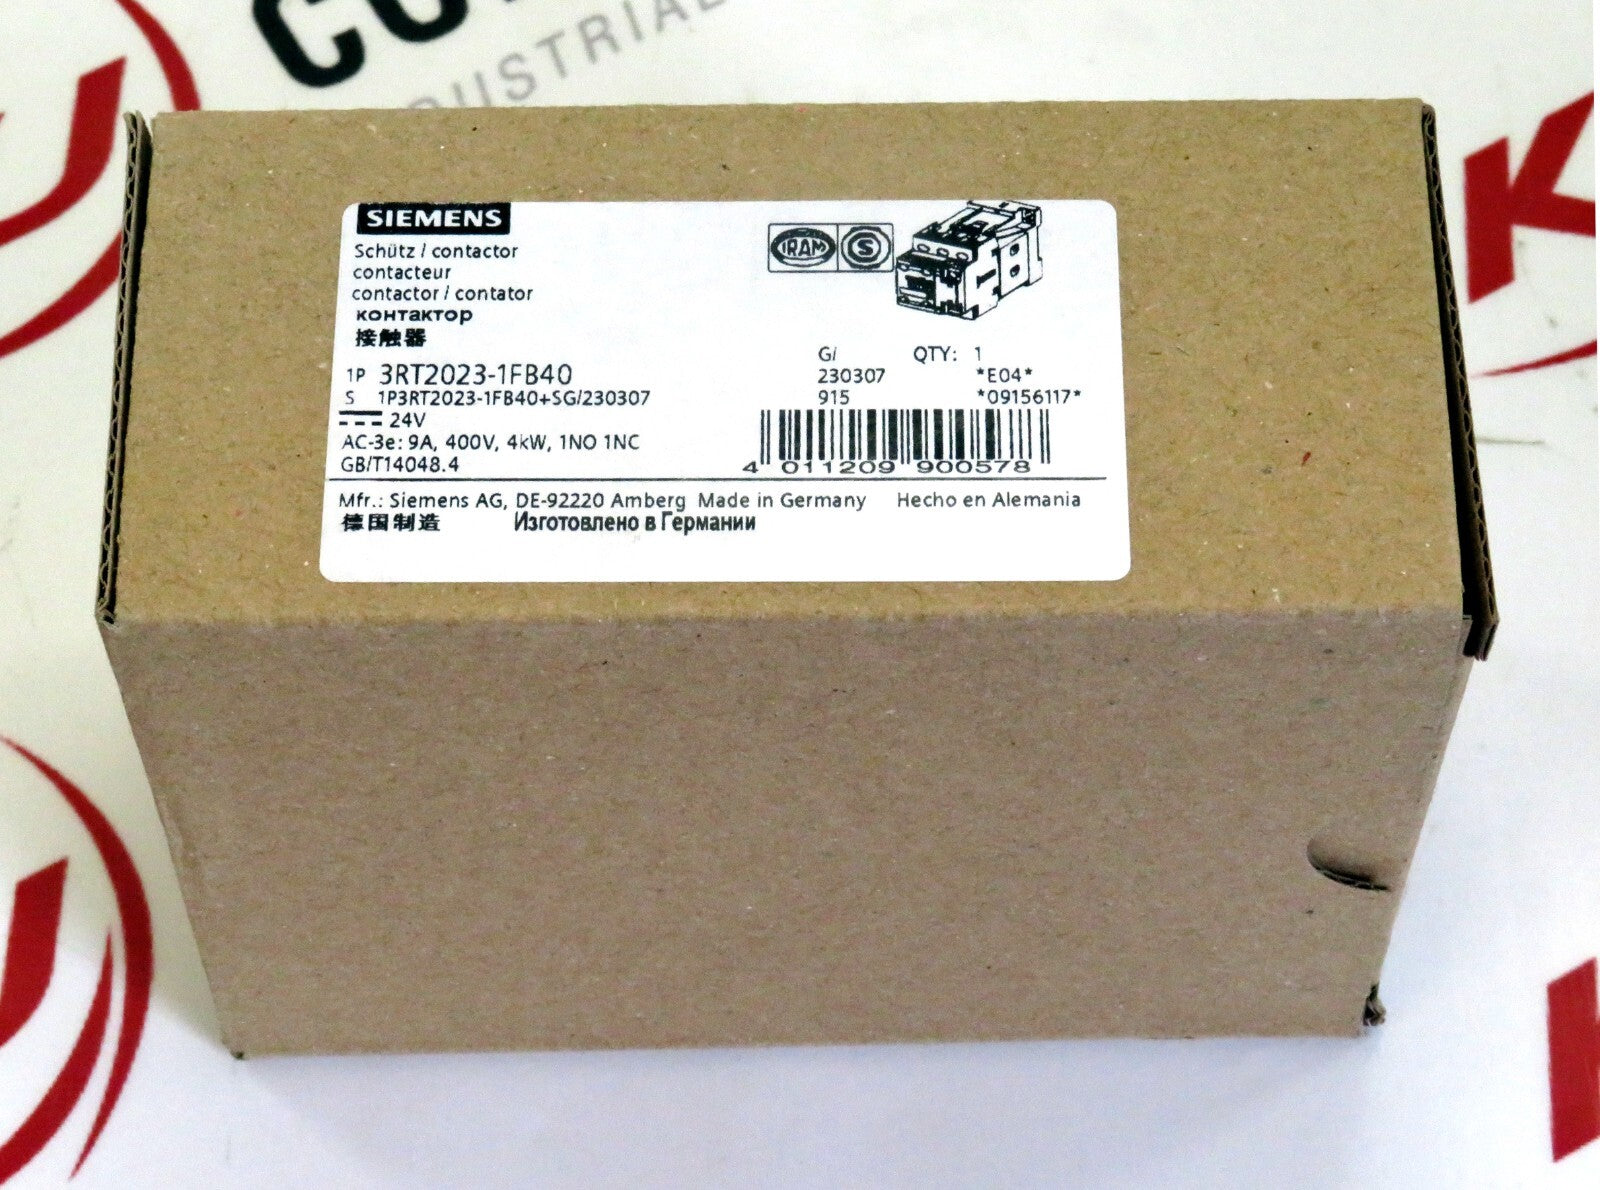 INDUSTRIAL
SIEMENS
Schütz / contactor
contacteur
contactor / contator
контактор
接触器
IRAM S
G/ QTY: 1
1P 3RT2023-1FB40 230307 *E04*
S 1P3RT2023-1FB40+SG/230307 915 *09156117*
24V
AC-3e: 9A, 400V, 4kW, 1NO 1NC
GB/T14048.4
4 011209 900578
Mfr.: Siemens AG, DE-92220 Amberg Made in Germany Hecho en Alemania
德国制造 Изготовлено в Германии